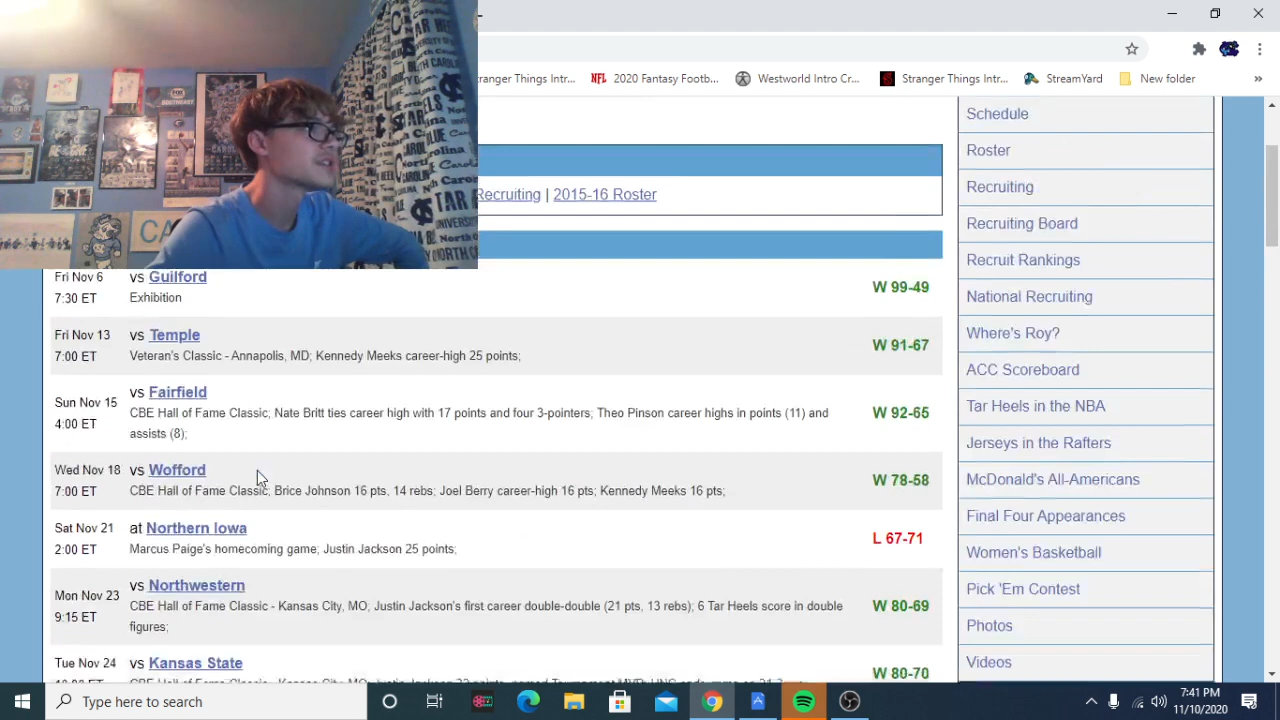 Stranger Things Intr...
NFL 2020 Fantasy Footb...
Westworld Intro Cr...
Stranger Things Intr...
StreamYard
New folder
»
Recruiting | 2015-16 Roster
Fri Nov 6
7:30 ET
vs Guilford
Exhibition
W 99-49
Fri Nov 13
7:00 ET
vs Temple
Veteran's Classic - Annapolis, MD; Kennedy Meeks career-high 25 points;
W 91-67
Sun Nov 15
4:00 ET
vs Fairfield
CBE Hall of Fame Classic; Nate Britt ties career high with 17 points and four 3-pointers; Theo Pinson career highs in points (11) and
assists (8);
W 92-65
Wed Nov 18
7:00 ET
vs Wofford
CBE Hall of Fame Classic; Brice Johnson 16 pts, 14 rebs; Joel Berry career-high 16 pts; Kennedy Meeks 16 pts;
W 78-58
Sat Nov 21
2:00 ET
at Northern Iowa
Marcus Paige's homecoming game; Justin Jackson 25 points;
L 67-71
Mon Nov 23
9:15 ET
vs Northwestern
CBE Hall of Fame Classic - Kansas City, MO; Justin Jackson's first career double-double (21 pts, 13 rebs); 6 Tar Heels score in double
figures;
W 80-69
Tue Nov 24
vs Kansas State
W 80-70
Schedule
Roster
Recruiting
Recruiting Board
Recruit Rankings
National Recruiting
Where's Roy?
ACC Scoreboard
Tar Heels in the NBA
Jerseys in the Rafters
McDonald's All-Americans
Final Four Appearances
Women's Basketball
Pick 'Em Contest
Photos
Videos
Type here to search
7:41 PM
11/10/2020